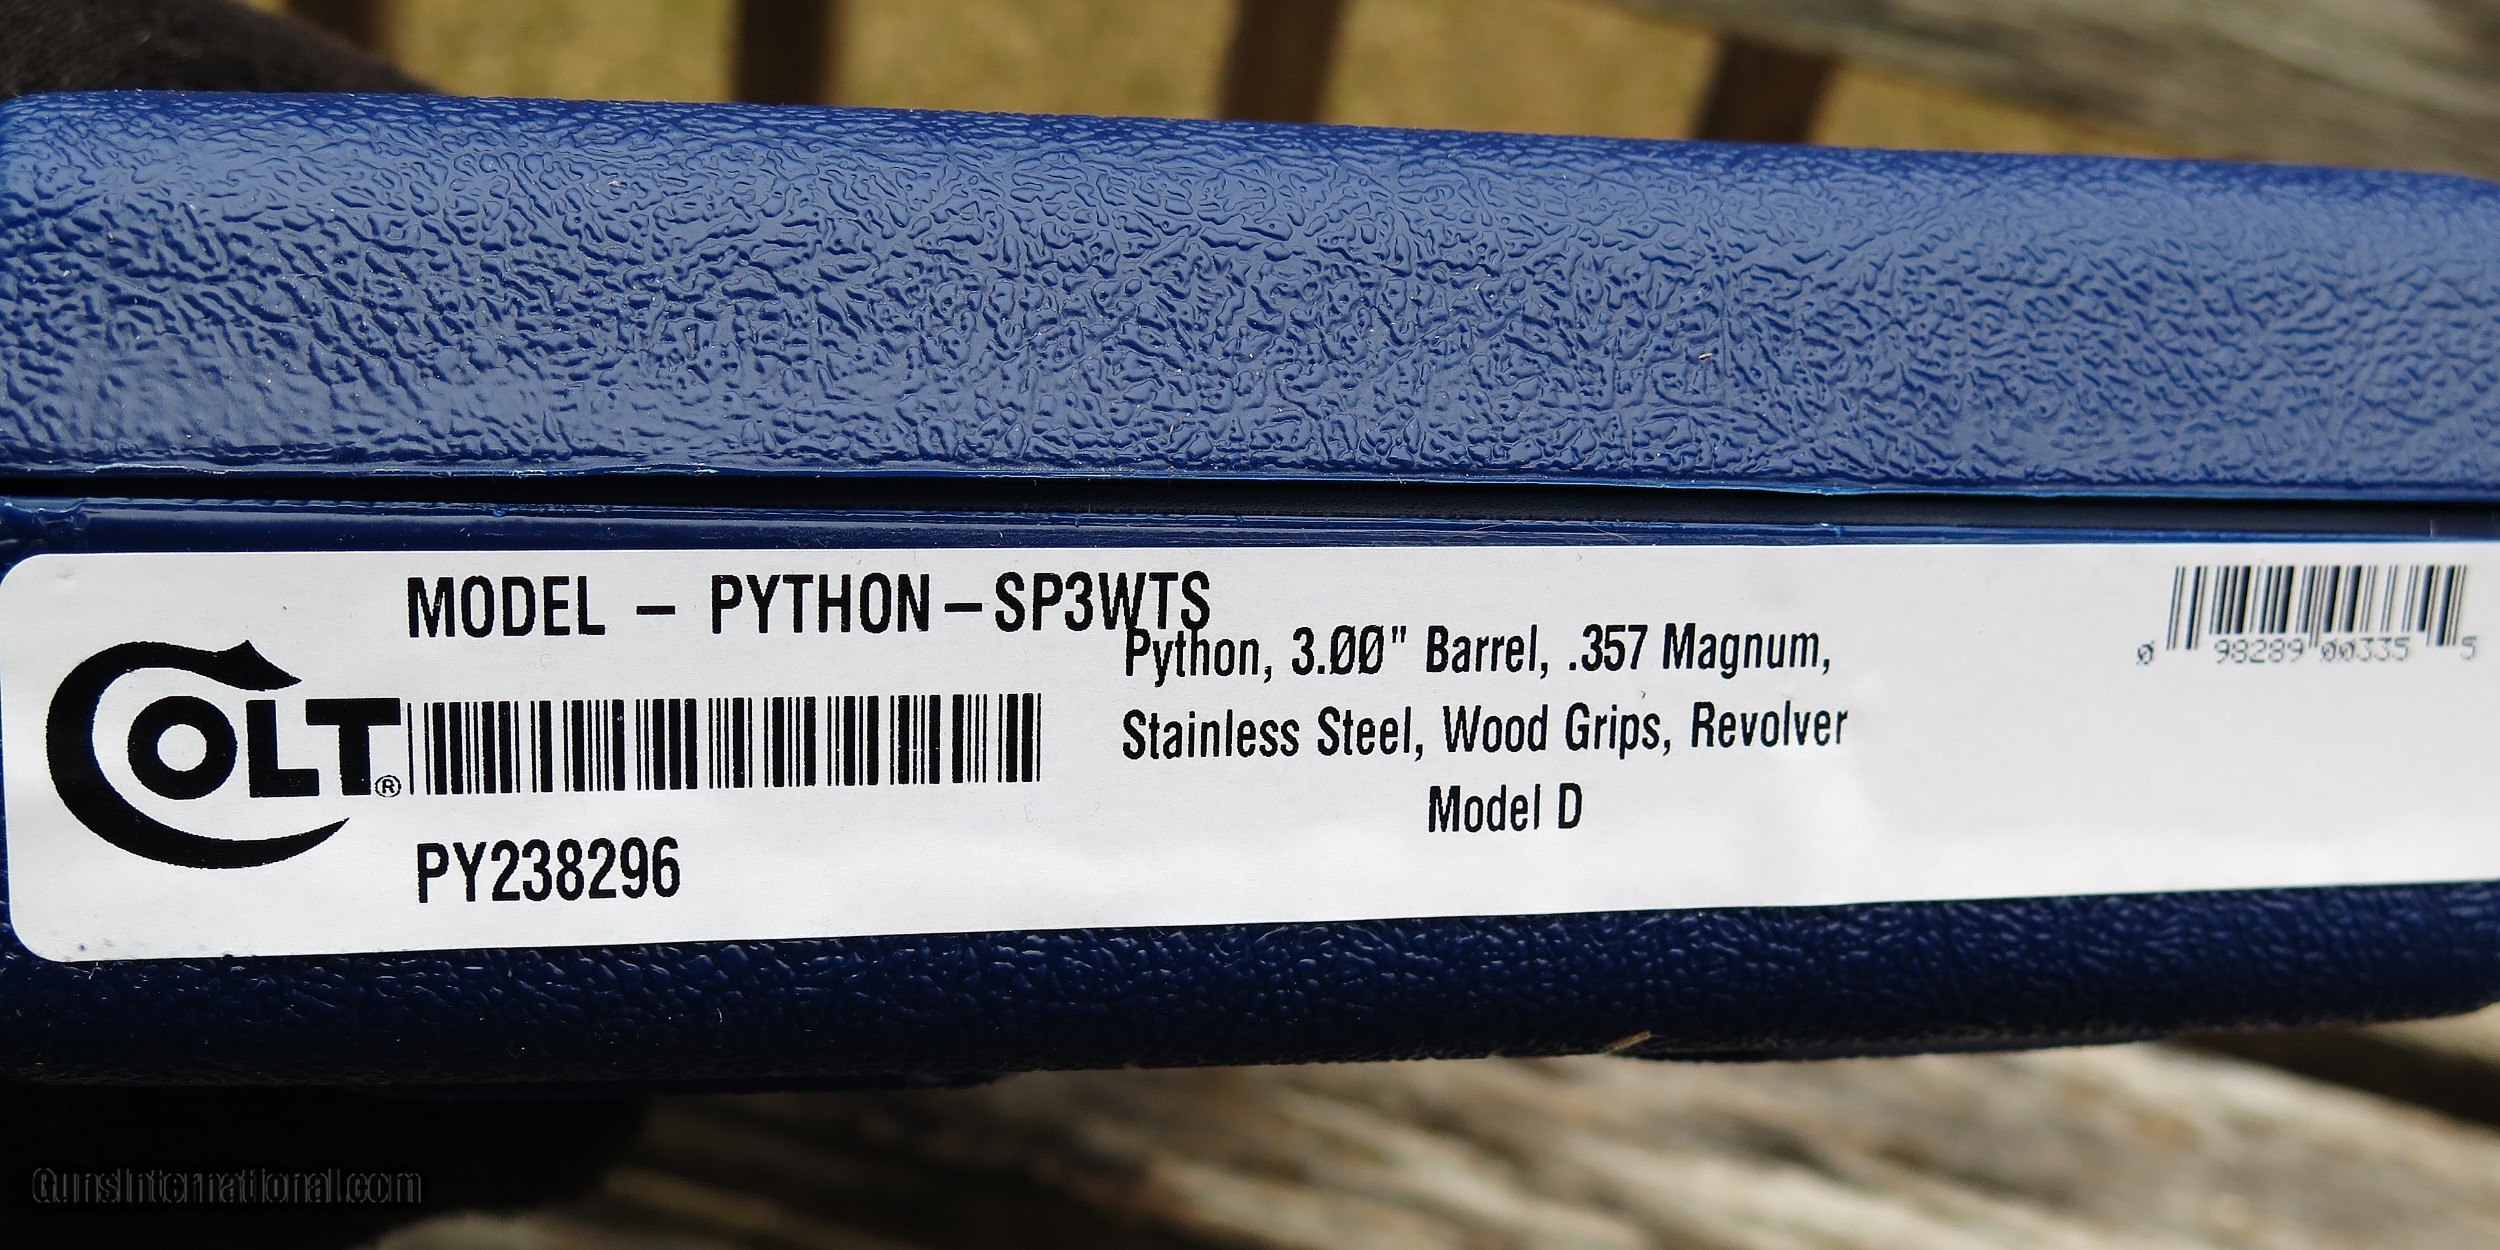 MODEL – PYTHON–SP3WTS
COLT®
PY238296
Python, 3.00" Barrel, .357 Magnum,
Stainless Steel, Wood Grips, Revolver
Model D
0 98289 00335 5
GunsInternational.com